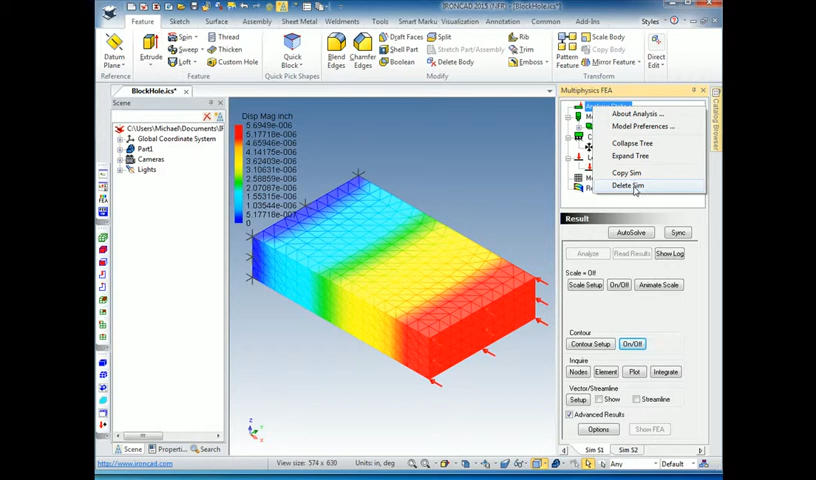 IRONCAD 2015 (NFR) - [BlockHole.ics*]
Feature Sketch Surface Assembly Sheet Metal Weldments Tools Smart Marku Visualization Annotation Common Add-Ins Styles
Datum Plane
Extrude
Spin
Sweep
Loft
Thread
Thicken
Custom Hole
Quick Block
Blend Edges
Chamfer Edges
Draft Faces
Shell Part
Boolean
Split
Stretch Part/Assembly
Delete Body
Rib
Trim
Emboss
Pattern Feature
Scale Body
Copy Body
Mirror Feature
Direct Edit
Reference Feature Quick Pick Shapes Modify Transform
BlockHole.ics*
Scene
C:\Users\Michael\Documents\IR
Global Coordinate System
Part1
Cameras
Lights
Disp Mag inch
5.6949e-006
5.17718e-006
4.65946e-006
4.14175e-006
3.62403e-006
3.10631e-006
2.58859e-006
2.07087e-006
1.55315e-006
1.03544e-006
5.17718e-007
0
Z
Y
X
Multiphysics FEA
Catalog Browser
About Analysis ...
Model Preferences ...
Collapse Tree
Expand Tree
Copy Sim
Delete Sim
Result
AutoSolve Sync
Analyze Read Results Show Log
Scale = Off
Scale Setup On/Off Animate Scale
Contour
Contour Setup On/Off
Inquire
Nodes Element Plot Integrate
Vector/Streamline
Setup Show Streamline
Advanced Results
Options Show FEA
Sim S1 Sim S2
Scene Properti... Search
http://www.ironcad.com View size: 574 x 630 Units: in, deg Any Default